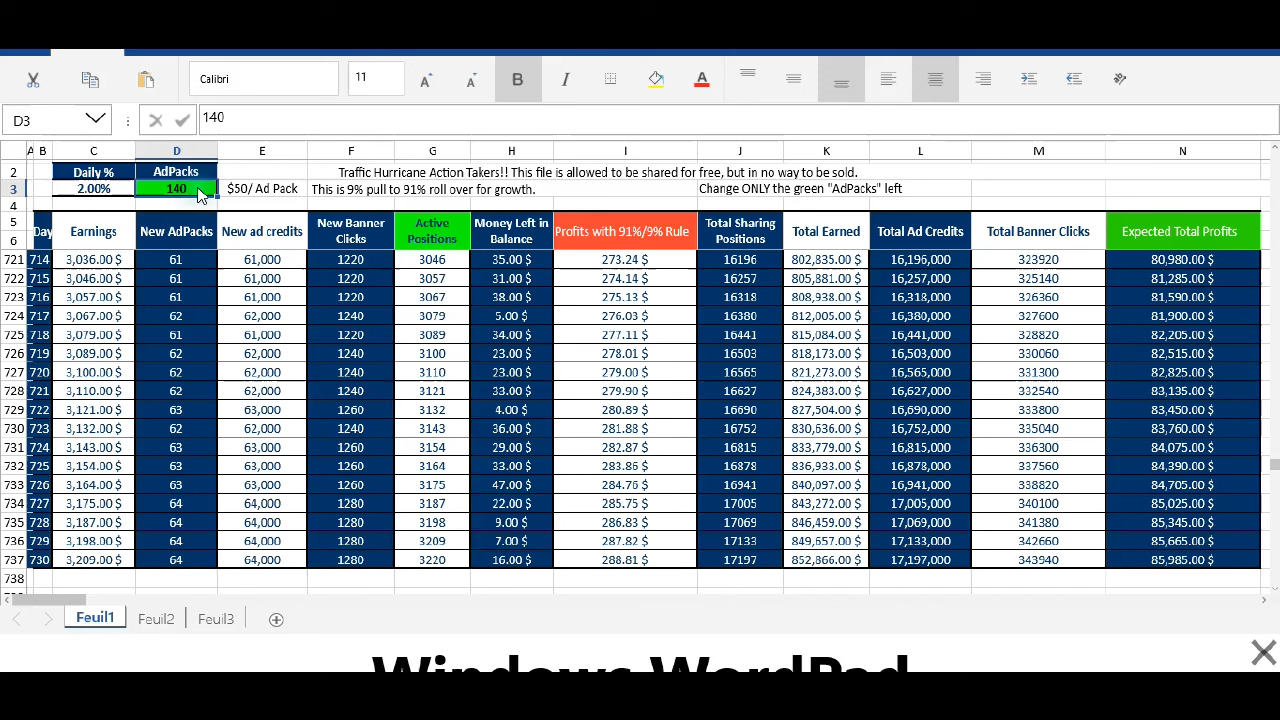 Calibri 11 B I A
D3 140
A B C D E F G H I J K L M N
2 Daily % AdPacks Traffic Hurricane Action Takers!! This file is allowed to be shared for free, but in no way to be sold.
3 2.00% 140 $50/ Ad Pack This is 9% pull to 91% roll over for growth. Change ONLY the green "AdPacks" left
4
5 New Banner Active Money Left in Total Sharing
Day Earnings New AdPacks New ad credits Profits with 91%/9% Rule Total Earned Total Ad Credits Total Banner Clicks Expected Total Profits
6 Clicks Positions Balance Positions
721 714 3,036.00 $ 61 61,000 1220 3046 35.00 $ 273.24 $ 16196 802,835.00 $ 16,196,000 323920 80,980.00 $
722 715 3,046.00 $ 61 61,000 1220 3057 31.00 $ 274.14 $ 16257 805,881.00 $ 16,257,000 325140 81,285.00 $
723 716 3,057.00 $ 61 61,000 1220 3067 38.00 $ 275.13 $ 16318 808,938.00 $ 16,318,000 326360 81,590.00 $
724 717 3,067.00 $ 62 62,000 1240 3079 5.00 $ 276.03 $ 16380 812,005.00 $ 16,380,000 327600 81,900.00 $
725 718 3,079.00 $ 61 61,000 1220 3089 34.00 $ 277.11 $ 16441 815,084.00 $ 16,441,000 328820 82,205.00 $
726 719 3,089.00 $ 62 62,000 1240 3100 23.00 $ 278.01 $ 16503 818,173.00 $ 16,503,000 330060 82,515.00 $
727 720 3,100.00 $ 62 62,000 1240 3110 23.00 $ 279.00 $ 16565 821,273.00 $ 16,565,000 331300 82,825.00 $
728 721 3,110.00 $ 62 62,000 1240 3121 33.00 $ 279.90 $ 16627 824,383.00 $ 16,627,000 332540 83,135.00 $
729 722 3,121.00 $ 63 63,000 1260 3132 4.00 $ 280.89 $ 16690 827,504.00 $ 16,690,000 333800 83,450.00 $
730 723 3,132.00 $ 62 62,000 1240 3143 36.00 $ 281.88 $ 16752 830,636.00 $ 16,752,000 335040 83,760.00 $
731 724 3,143.00 $ 63 63,000 1260 3154 29.00 $ 282.87 $ 16815 833,779.00 $ 16,815,000 336300 84,075.00 $
732 725 3,154.00 $ 63 63,000 1260 3164 33.00 $ 283.86 $ 16878 836,933.00 $ 16,878,000 337560 84,390.00 $
733 726 3,164.00 $ 63 63,000 1260 3175 47.00 $ 284.76 $ 16941 840,097.00 $ 16,941,000 338820 84,705.00 $
734 727 3,175.00 $ 64 64,000 1280 3187 22.00 $ 285.75 $ 17005 843,272.00 $ 17,005,000 340100 85,025.00 $
735 728 3,187.00 $ 64 64,000 1280 3198 9.00 $ 286.83 $ 17069 846,459.00 $ 17,069,000 341380 85,345.00 $
736 729 3,198.00 $ 64 64,000 1280 3209 7.00 $ 287.82 $ 17133 849,657.00 $ 17,133,000 342660 85,665.00 $
737 730 3,209.00 $ 64 64,000 1280 3220 16.00 $ 288.81 $ 17197 852,866.00 $ 17,197,000 343940 85,985.00 $
738
Feuil1 Feuil2 Feuil3
Windows WordPad